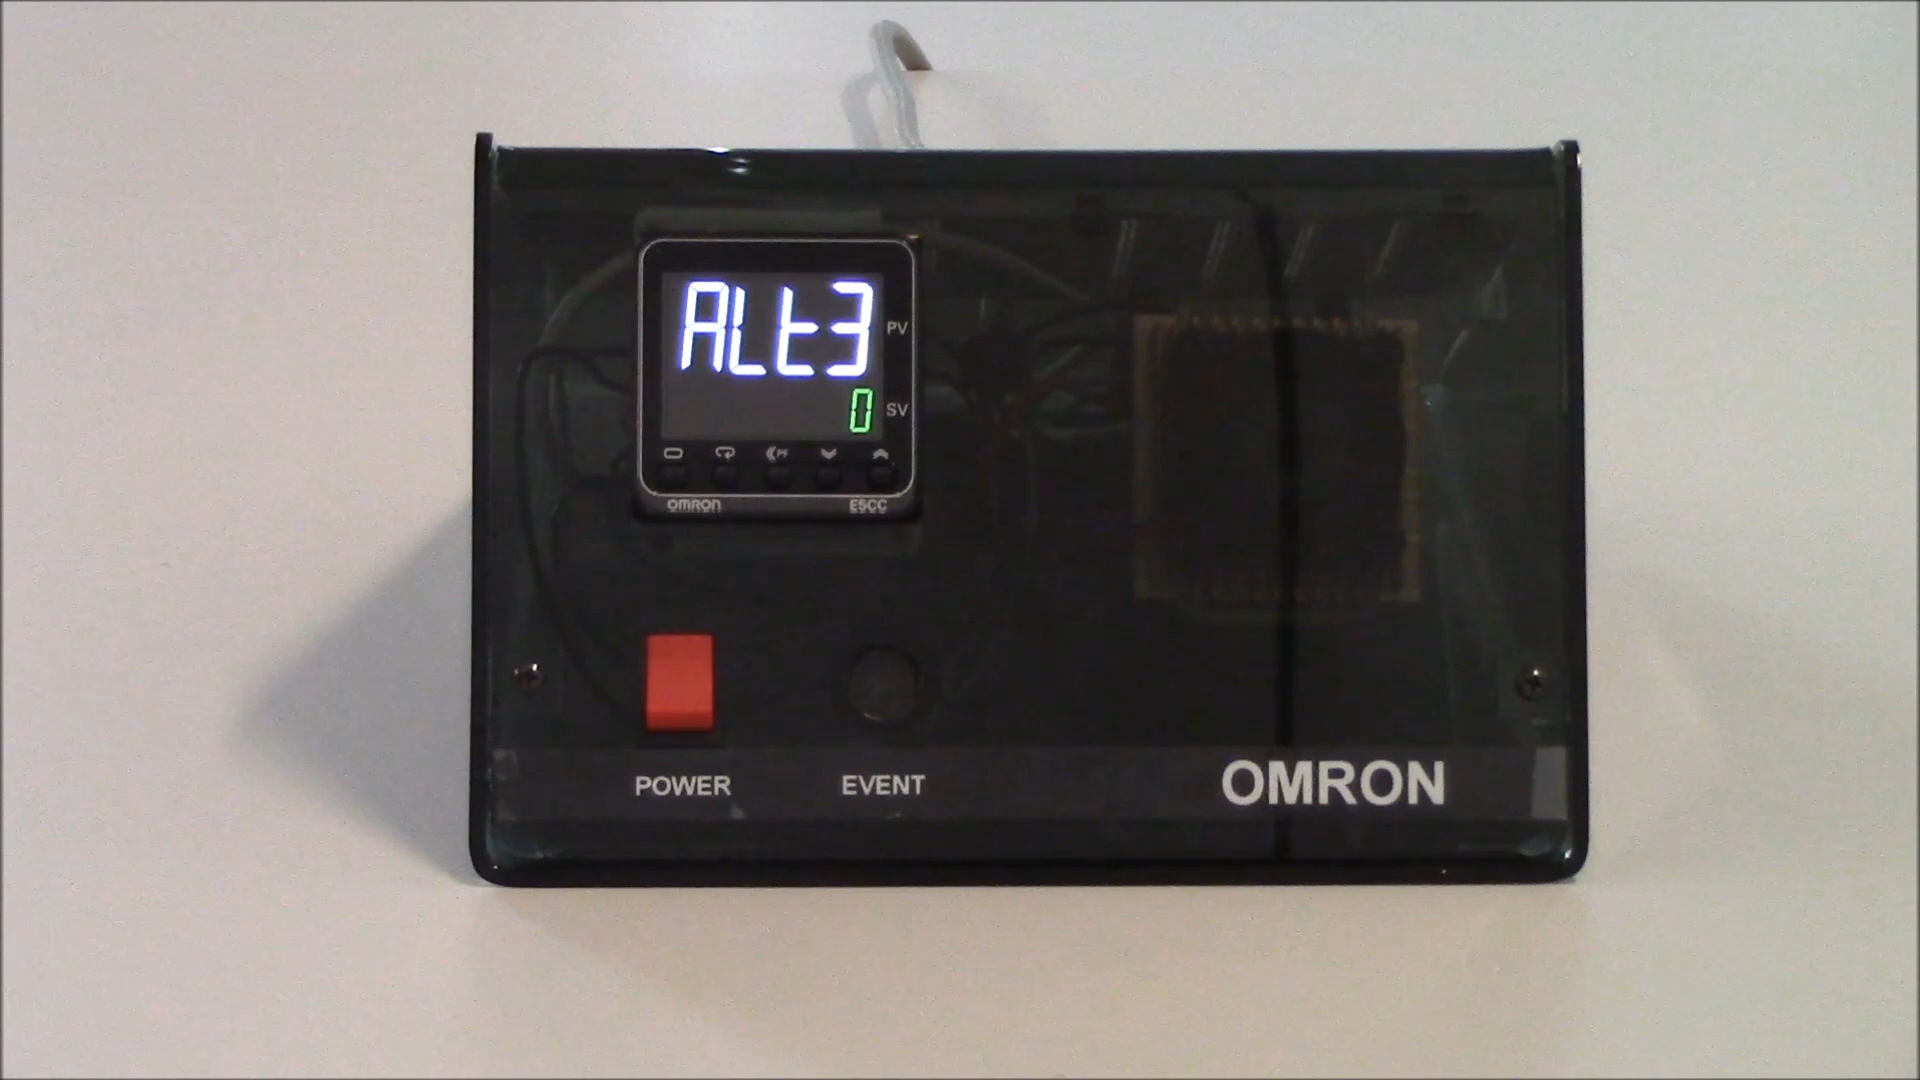 ALt3
PV
0
SV
PF
OMRON
E5CC
POWER
EVENT
OMRON